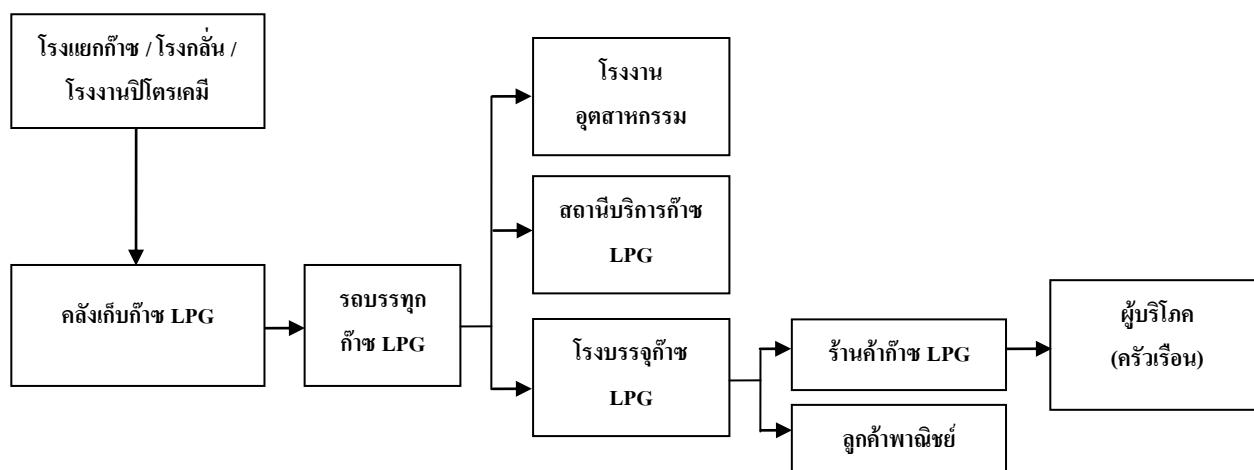 โรงแยกก๊าซ / โรงกลั่น /
โรงงานปิโตรเคมี
คลังเก็บก๊าซ LPG
รถบรรทุก
ก๊าซ LPG
โรงงาน
อุตสาหกรรม
สถานีบริการก๊าซ
LPG
โรงบรรจุก๊าซ
LPG
ร้านค้าก๊าซ LPG
ลูกค้าพาณิชย์
ผู้บริโภค
(ครัวเรือน)